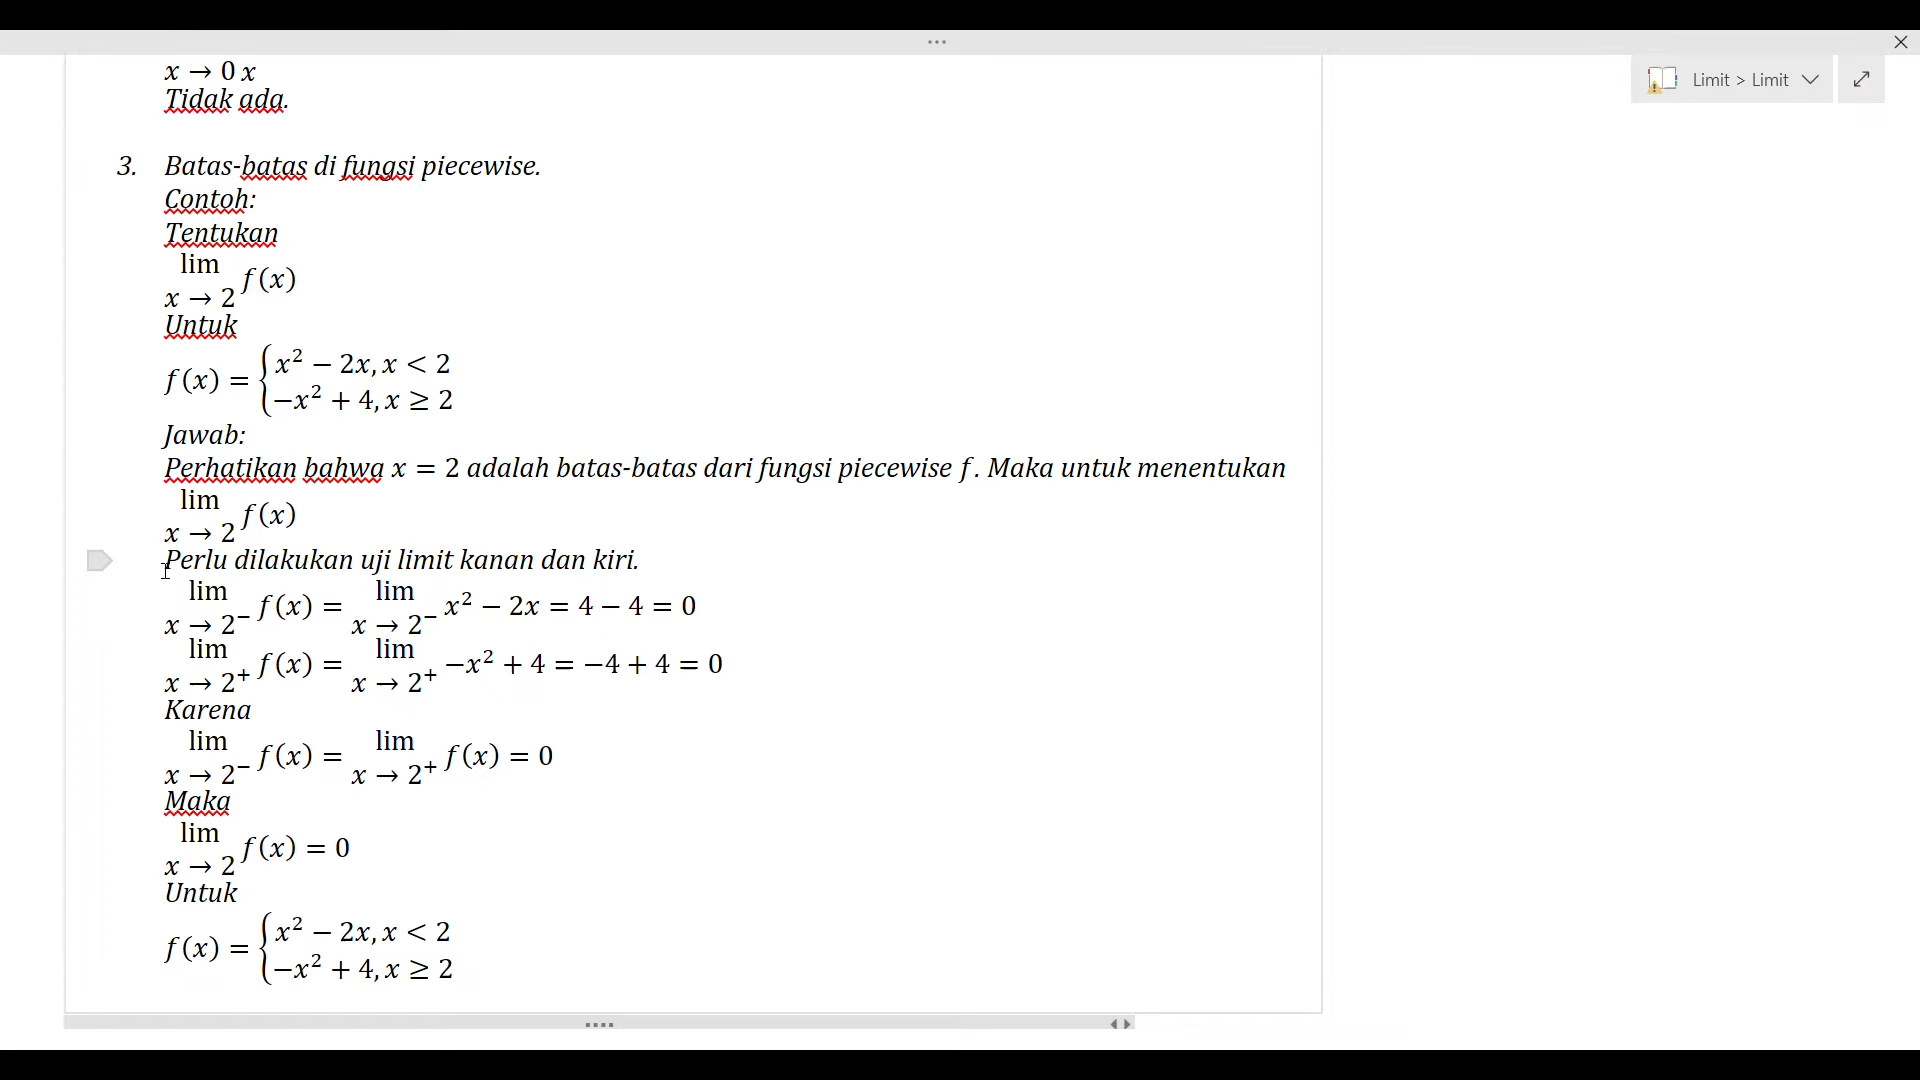 Limit > Limit
x → 0 x
Tidak ada.
3. Batas-batas di fungsi piecewise.
Contoh:
Tentukan
lim
x → 2 f(x)
Untuk
f(x) = { x² − 2x, x < 2
−x² + 4, x ≥ 2
Jawab:
Perhatikan bahwa x = 2 adalah batas-batas dari fungsi piecewise f. Maka untuk menentukan
lim
x → 2 f(x)
Perlu dilakukan uji limit kanan dan kiri.
lim f(x) = lim x² − 2x = 4 − 4 = 0
x → 2⁻ x → 2⁻
lim f(x) = lim −x² + 4 = −4 + 4 = 0
x → 2⁺ x → 2⁺
Karena
lim f(x) = lim f(x) = 0
x → 2⁻ x → 2⁺
Maka
lim f(x) = 0
x → 2
Untuk
f(x) = { x² − 2x, x < 2
−x² + 4, x ≥ 2